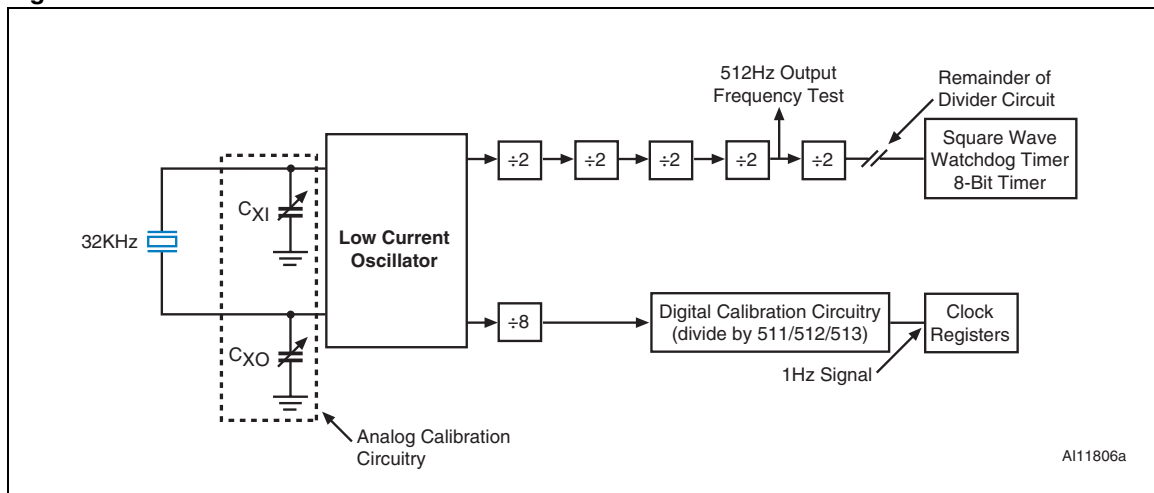 512Hz Output
Frequency Test
Remainder of
Divider Circuit
÷2
÷2
÷2
÷2
÷2
Square Wave
Watchdog Timer
8-Bit Timer
CXI
32KHz
Low Current
Oscillator
÷8
Digital Calibration Circuitry
(divide by 511/512/513)
Clock
Registers
CXO
1Hz Signal
Analog Calibration
Circuitry
AI11806a